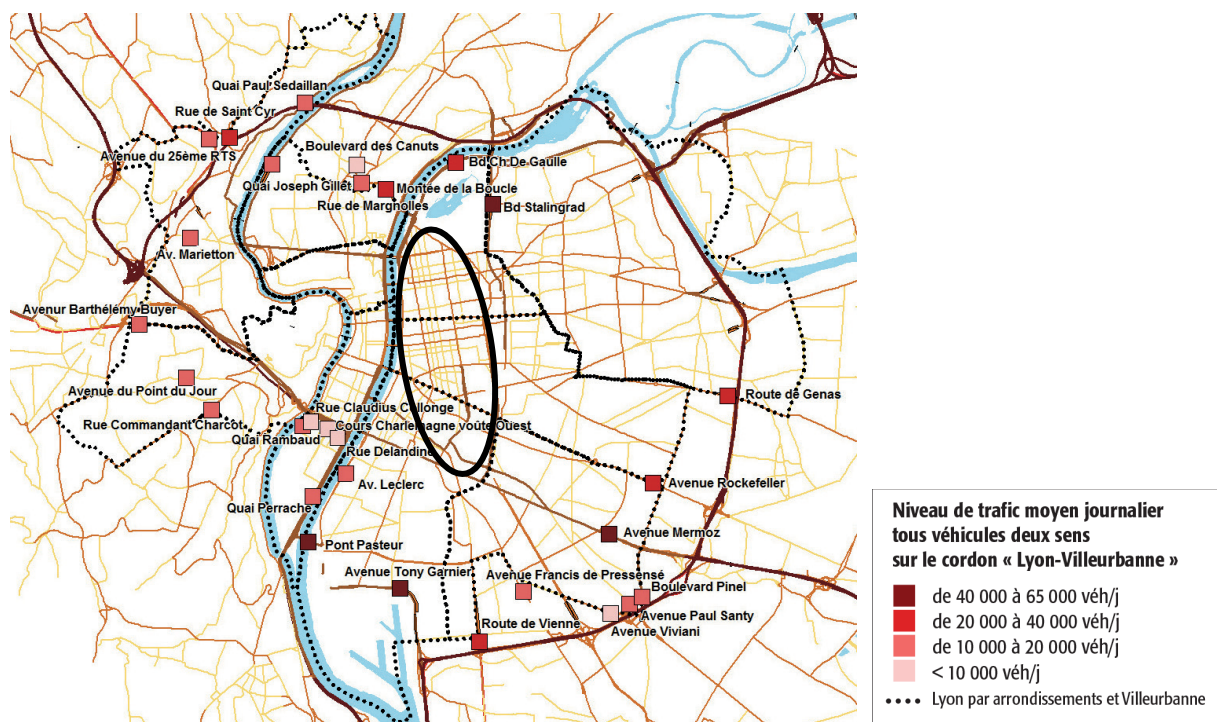 Quai Paul Sedaillan
Rue de Saint Cyr
Boulevard des Canuts
Avenue du 25ème RTS
Bd Ch De Gaulle
Quai Joseph Gillet
Montée de la Boucle
Rue de Margnolles
Bd Stalingrad
Av. Marietton
Avenur Barthélémy Buyer
Avenue du Point du Jour
Route de Genas
Rue Claudius Collonge
Rue Commandant Charcot
Cours Charlemagne voûte Ouest
Quai Rambaud
Rue Delandine
Av. Leclerc
Avenue Rockefeller
Quai Perrache
Avenue Mermoz
Pont Pasteur
Avenue Tony Garnier
Avenue Francis de Pressensé
Boulevard Pinel
Avenue Paul Santy
Route de Vienne
Avenue Viviani
Niveau de trafic moyen journalier
tous véhicules deux sens
sur le cordon « Lyon-Villeurbanne »
de 40 000 à 65 000 véh/j
de 20 000 à 40 000 véh/j
de 10 000 à 20 000 véh/j
< 10 000 véh/j
Lyon par arrondissements et Villeurbanne